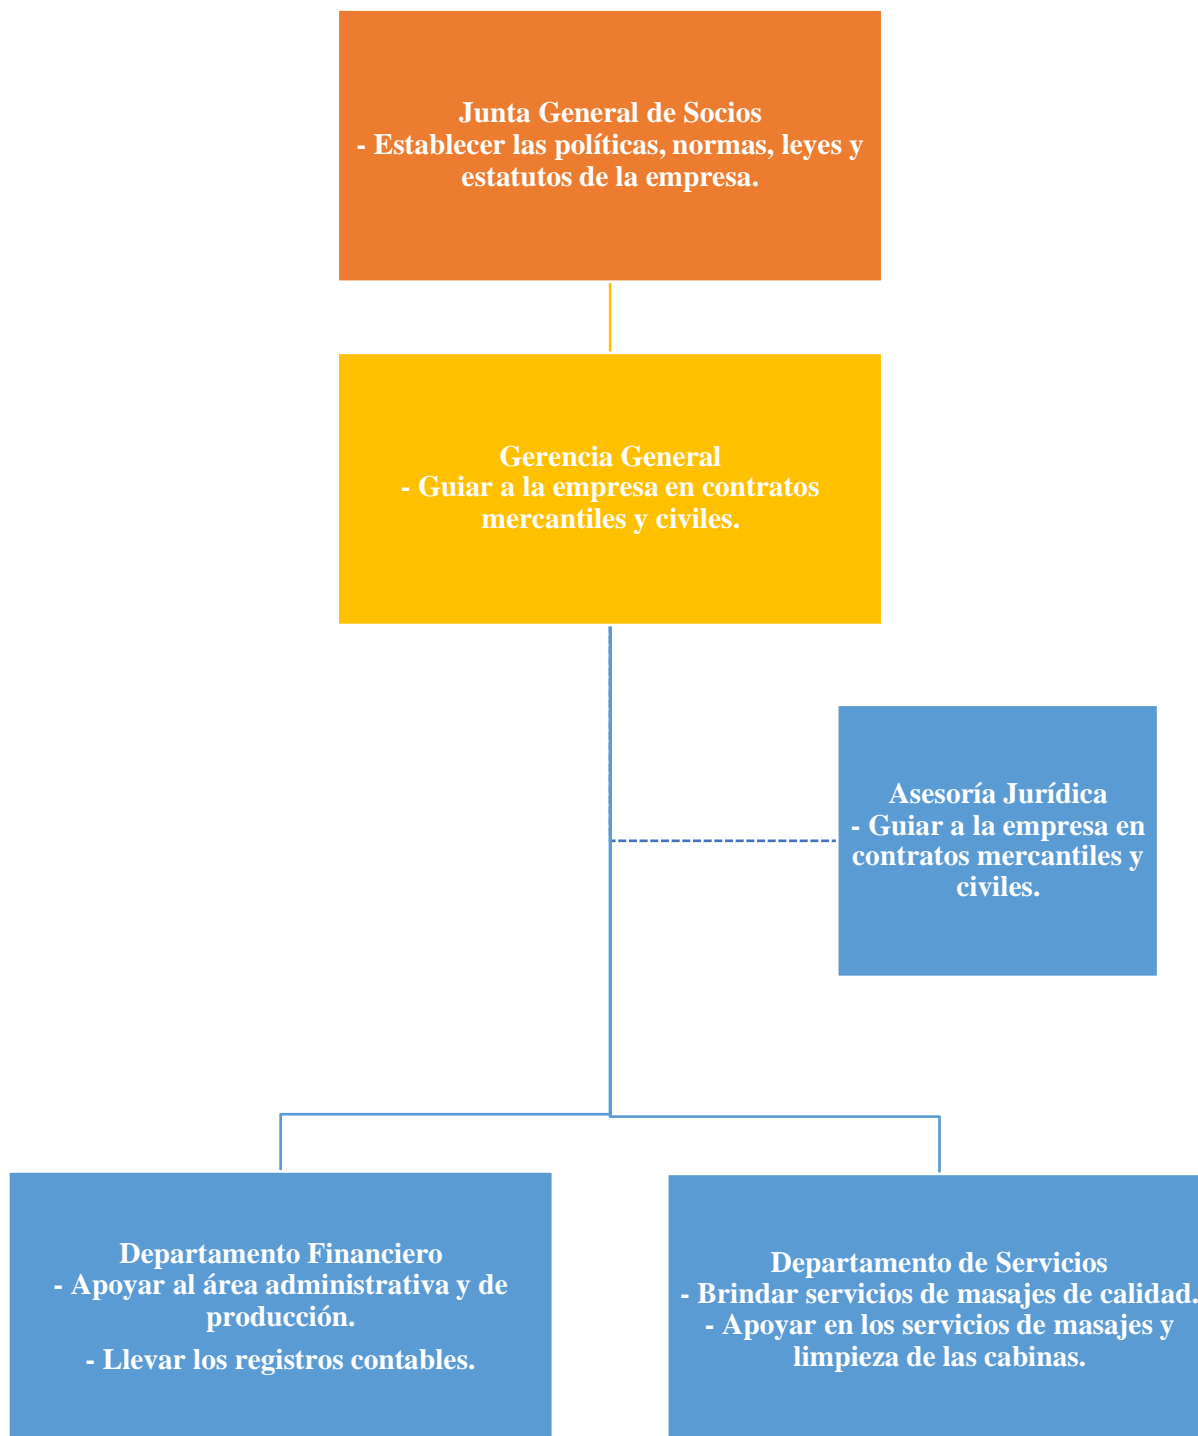 Junta General de Socios
- Establecer las políticas, normas, leyes y
estatutos de la empresa.
Gerencia General
- Guiar a la empresa en contratos
mercantiles y civiles.
Asesoría Jurídica
- Guiar a la empresa en
contratos mercantiles y
civiles.
Departamento Financiero
- Apoyar al área administrativa y de
producción.
- Llevar los registros contables.
Departamento de Servicios
- Brindar servicios de masajes de calidad.
- Apoyar en los servicios de masajes y
limpieza de las cabinas.